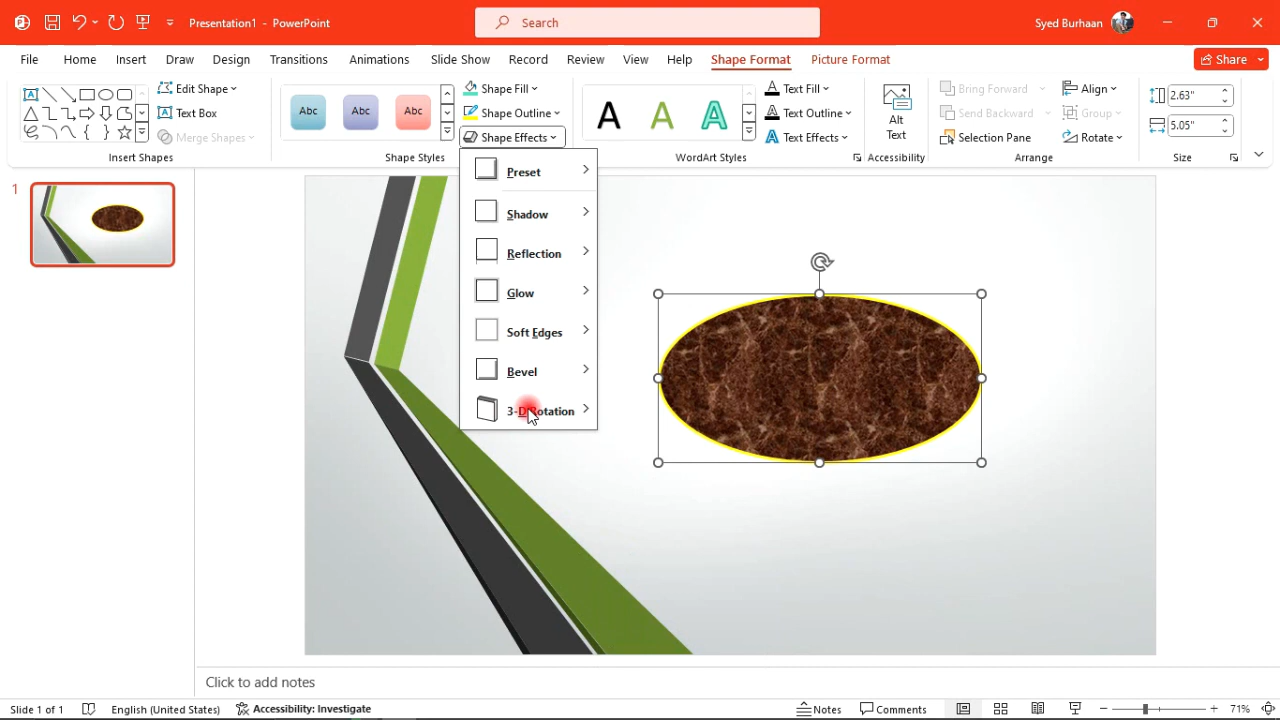 Presentation1 - PowerPoint
Search
Syed Burhaan
File Home Insert Draw Design Transitions Animations Slide Show Record Review View Help Shape Format Picture Format
Share
Edit Shape
Text Box
Merge Shapes
Insert Shapes
Abc Abc Abc
Shape Fill
Shape Outline
Shape Effects
Shape Styles
A A A
Text Fill
Text Outline
Text Effects
WordArt Styles
Alt
Text
Accessibility
Bring Forward
Send Backward
Selection Pane
Align
Group
Rotate
Arrange
2.63"
5.05"
Size
Preset
Shadow
Reflection
Glow
Soft Edges
Bevel
3-D Rotation
1
Click to add notes
Slide 1 of 1
English (United States)
Accessibility: Investigate
Notes
Comments
71%